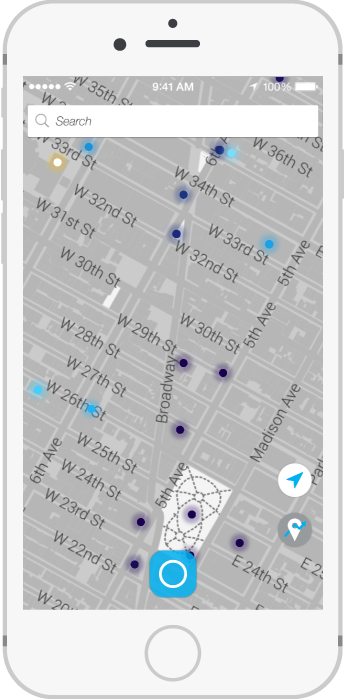 W 35th St
9:41 AM
100%
Search
6th
W 36th St
W 33rd St
W 34th St
W 32nd St
W 31st St
W 33rd St
W 32nd St
5th Ave
W 30th St
W 28th St
W 29th St
W 30th St
5th Ave
W 27th St
W 26th St
Broadway
Madison Ave
6th Ave
W 25th St
W 24th St
5th Ave
W 23rd St
W 22nd St
E 24th St